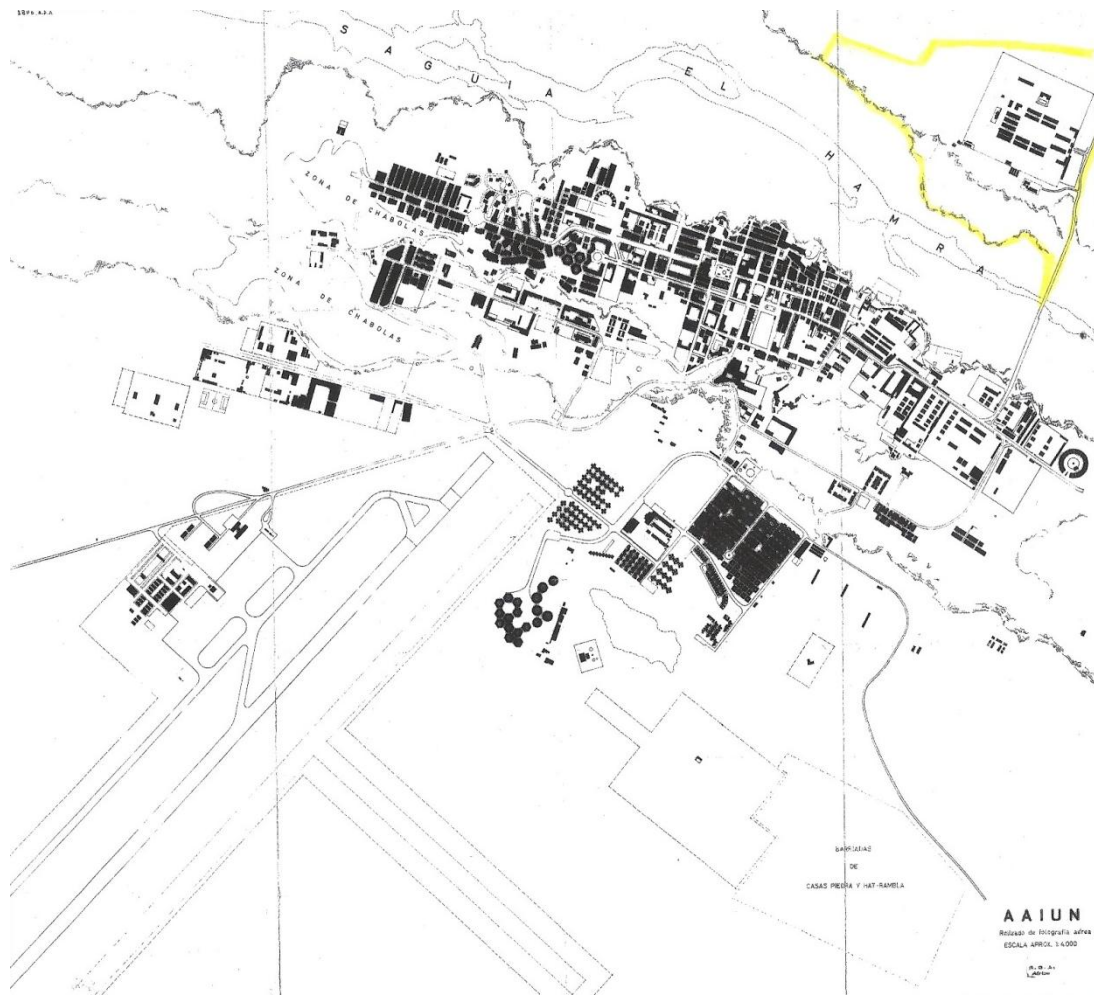 SAGUIA EL HAMRA
ZONA DE CHABOLAS
ZONA DE CHABOLAS
BARRIADAS
DE
CASAS PIEDRA Y HAT-RAMBLA
AAIUN
Realizado de fotografía aérea
ESCALA APROX. 1:4.000